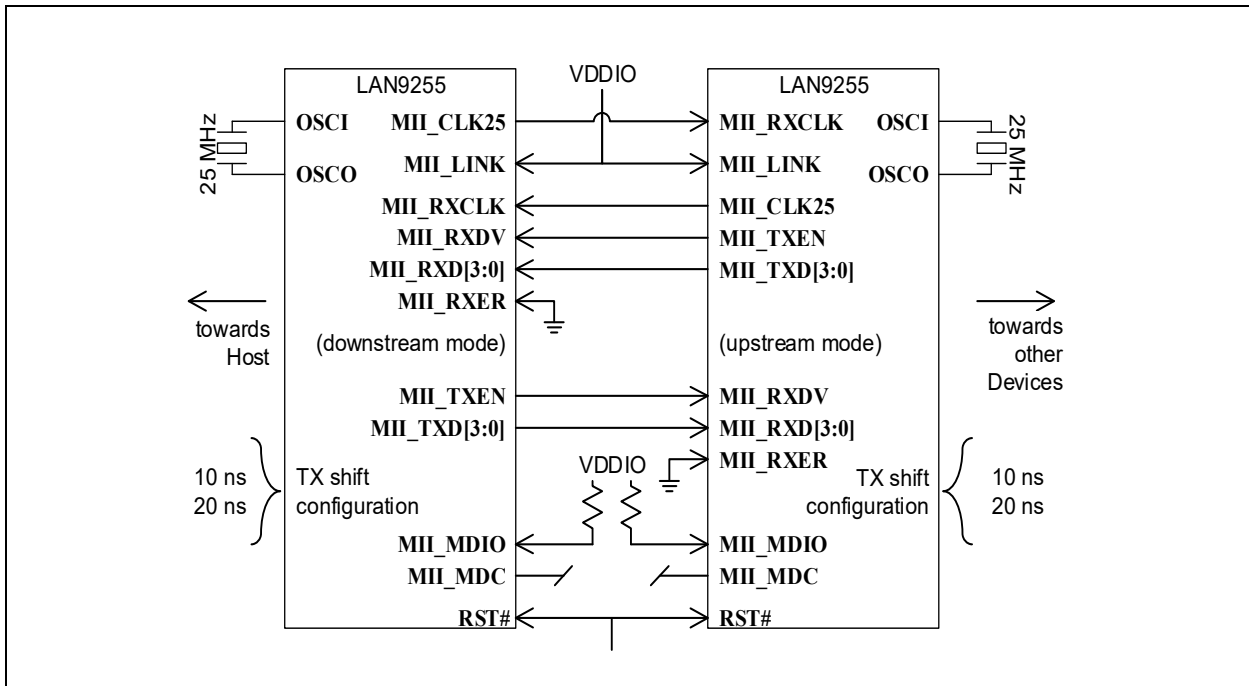 LAN9255
VDDIO
LAN9255
25 MHz
OSCI
MII_CLK25
MII_RXCLK
OSCI
25 MHz
MII_LINK
MII_LINK
OSCO
OSCO
MII_RXCLK
MII_CLK25
MII_RXDV
MII_TXEN
MII_RXD[3:0]
MII_TXD[3:0]
MII_RXER
towards
Host
(downstream mode)
(upstream mode)
towards
other
Devices
MII_TXEN
MII_RXDV
MII_TXD[3:0]
MII_RXD[3:0]
VDDIO
MII_RXER
10 ns
20 ns
TX shift
configuration
TX shift
configuration
10 ns
20 ns
MII_MDIO
MII_MDIO
MII_MDC
MII_MDC
RST#
RST#